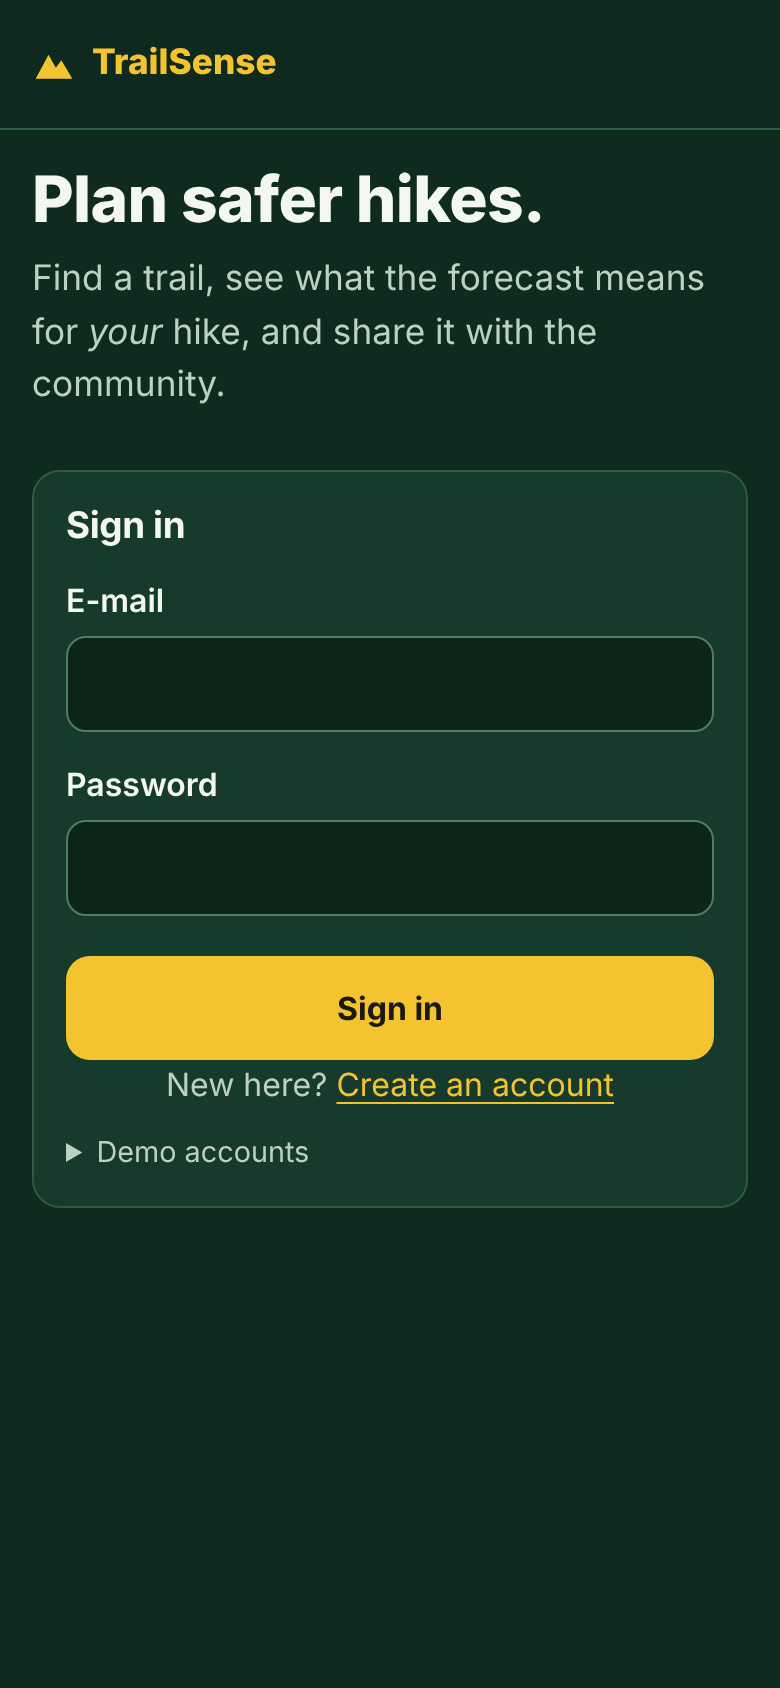 TrailSense
Plan safer hikes.
Find a trail, see what the forecast means
for your hike, and share it with the
community.
Sign in
E-mail
Password
Sign in
New here? Create an account
Demo accounts